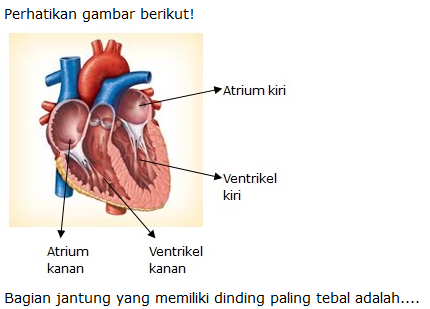 Perhatikan gambar berikut!
Atrium kiri
Ventrikel
kiri
Atrium
kanan
Ventrikel
kanan
Bagian jantung yang memiliki dinding paling tebal adalah....